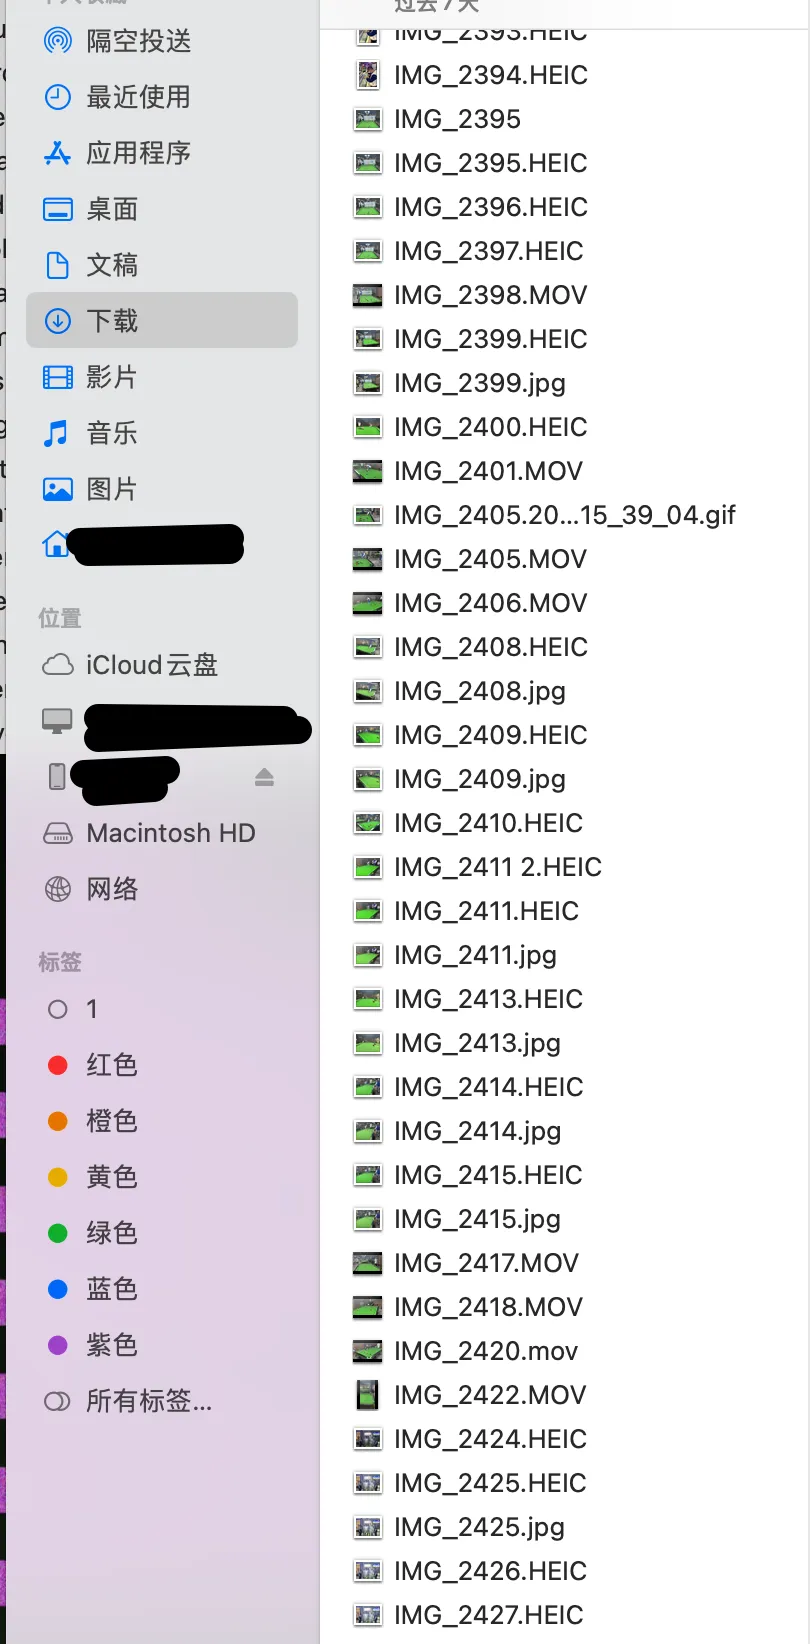 个人收藏
隔空投送
最近使用
应用程序
桌面
文稿
下载
影片
音乐
图片
位置
iCloud云盘
Macintosh HD
网络
标签
1
红色
橙色
黄色
绿色
蓝色
紫色
所有标签...
过去7天
IMG_2393.HEIC
IMG_2394.HEIC
IMG_2395
IMG_2395.HEIC
IMG_2396.HEIC
IMG_2397.HEIC
IMG_2398.MOV
IMG_2399.HEIC
IMG_2399.jpg
IMG_2400.HEIC
IMG_2401.MOV
IMG_2405.20...15_39_04.gif
IMG_2405.MOV
IMG_2406.MOV
IMG_2408.HEIC
IMG_2408.jpg
IMG_2409.HEIC
IMG_2409.jpg
IMG_2410.HEIC
IMG_2411 2.HEIC
IMG_2411.HEIC
IMG_2411.jpg
IMG_2413.HEIC
IMG_2413.jpg
IMG_2414.HEIC
IMG_2414.jpg
IMG_2415.HEIC
IMG_2415.jpg
IMG_2417.MOV
IMG_2418.MOV
IMG_2420.mov
IMG_2422.MOV
IMG_2424.HEIC
IMG_2425.HEIC
IMG_2425.jpg
IMG_2426.HEIC
IMG_2427.HEIC